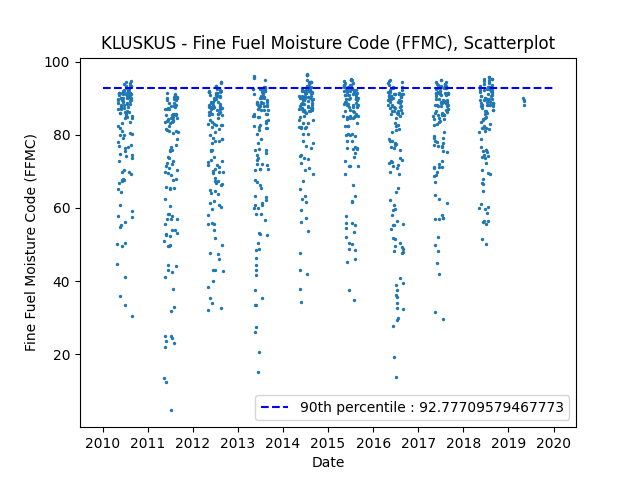 KLUSKUS - Fine Fuel Moisture Code (FFMC), Scatterplot
Fine Fuel Moisture Code (FFMC)
100
80
60
40
20
90th percentile : 92.77709579467773
2010 2011 2012 2013 2014 2015 2016 2017 2018 2019 2020
Date